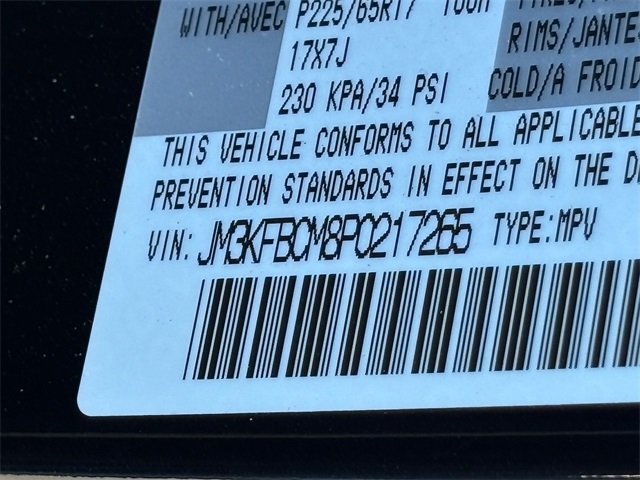 WITH/AVEC P225/65R17
17X7J RIMS/JANTES
230 KPA/34 PSI COLD/A FROID
THIS VEHICLE CONFORMS TO ALL APPLICABLE
PREVENTION STANDARDS IN EFFECT ON THE D
VIN: JM3KFBCM8P0217265 TYPE:MPV